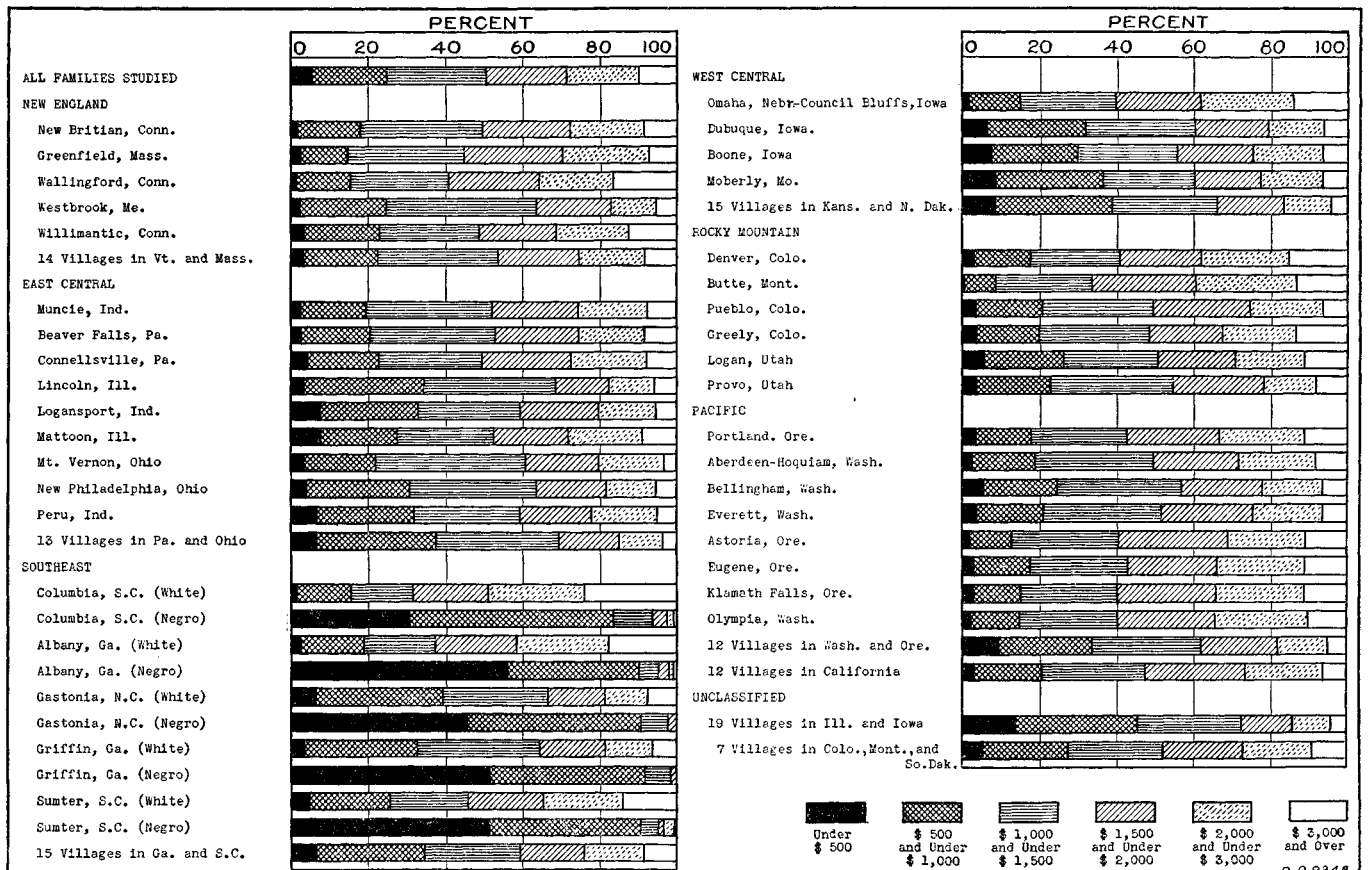 PERCENT
0 20 40 60 80 100
ALL FAMILIES STUDIED
NEW ENGLAND
New Britian, Conn.
Greenfield, Mass.
Wallingford, Conn.
Westbrook, Me.
Willimantic, Conn.
14 Villages in Vt. and Mass.
EAST CENTRAL
Muncie, Ind.
Beaver Falls, Pa.
Connellsville, Pa.
Lincoln, Ill.
Logansport, Ind.
Mattoon, Ill.
Mt. Vernon, Ohio
New Philadelphia, Ohio
Peru, Ind.
13 Villages in Pa. and Ohio
SOUTHEAST
Columbia, S.C. (White)
Columbia, S.C. (Negro)
Albany, Ga. (White)
Albany, Ga. (Negro)
Gastonia, N.C. (White)
Gastonia, N.C. (Negro)
Griffin, Ga. (White)
Griffin, Ga. (Negro)
Sumter, S.C. (White)
Sumter, S.C. (Negro)
15 Villages in Ga. and S.C.
PERCENT
0 20 40 60 80 100
WEST CENTRAL
Omaha, Nebr-Council Bluffs, Iowa
Dubuque, Iowa.
Boone, Iowa
Moberly, Mo.
15 Villages in Kans. and N. Dak.
ROCKY MOUNTAIN
Denver, Colo.
Butte, Mont.
Pueblo, Colo.
Greely, Colo.
Logan, Utah
Provo, Utah
PACIFIC
Portland. Ore.
Aberdeen-Hoquiam, Wash.
Bellingham, Wash.
Everett, Wash.
Astoria, Ore.
Eugene, Ore.
Klamath Falls, Ore.
Olympia, Wash.
12 Villages in Wash. and Ore.
12 Villages in California
UNCLASSIFIED
19 Villages in Ill. and Iowa
7 Villages in Colo., Mont., and
So. Dak.
Under $ 500 $ 1,000 $ 1,500 $ 2,000 $ 3,000
$ 500 and Under and Under and Under and Under and Over
$ 1,000 $ 1,500 $ 2,000 $ 3,000